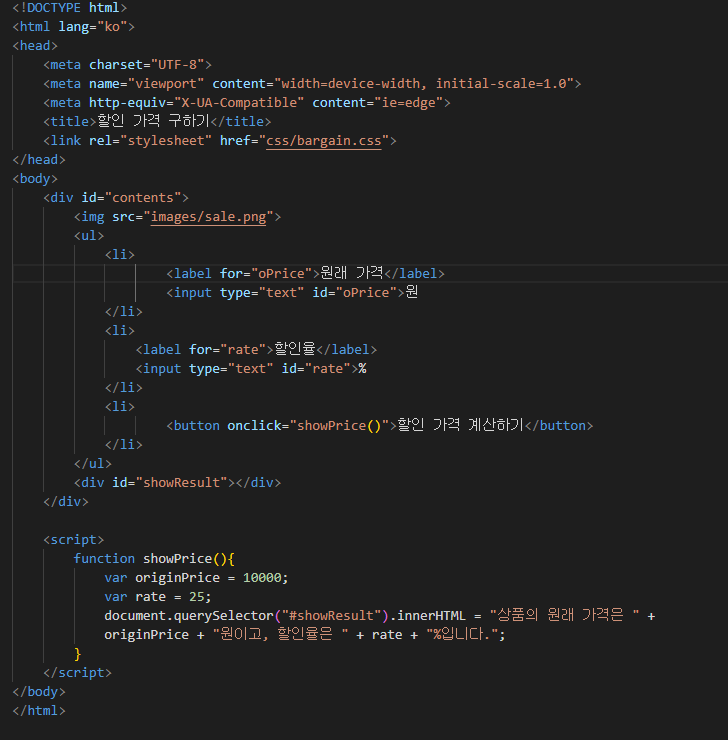 <!DOCTYPE html>
<html lang="ko">
<head>
    <meta charset="UTF-8">
    <meta name="viewport" content="width=device-width, initial-scale=1.0">
    <meta http-equiv="X-UA-Compatible" content="ie=edge">
    <title>할인 가격 구하기</title>
    <link rel="stylesheet" href="css/bargain.css">
</head>
<body>
    <div id="contents">
        <img src="images/sale.png">
        <ul>
            <li>
                    <label for="oPrice">원래 가격</label>
                    <input type="text" id="oPrice">원
            </li>
            <li>
                <label for="rate">할인율</label>
                <input type="text" id="rate">%
            </li>
            <li>
                    <button onclick="showPrice()">할인 가격 계산하기</button>
            </li>
        </ul>
        <div id="showResult"></div>
    </div>

    <script>
        function showPrice(){
            var originPrice = 10000;
            var rate = 25;
            document.querySelector("#showResult").innerHTML = "상품의 원래 가격은 " +
            originPrice + "원이고, 할인율은 " + rate + "%입니다.";
        }
    </script>
</body>
</html>